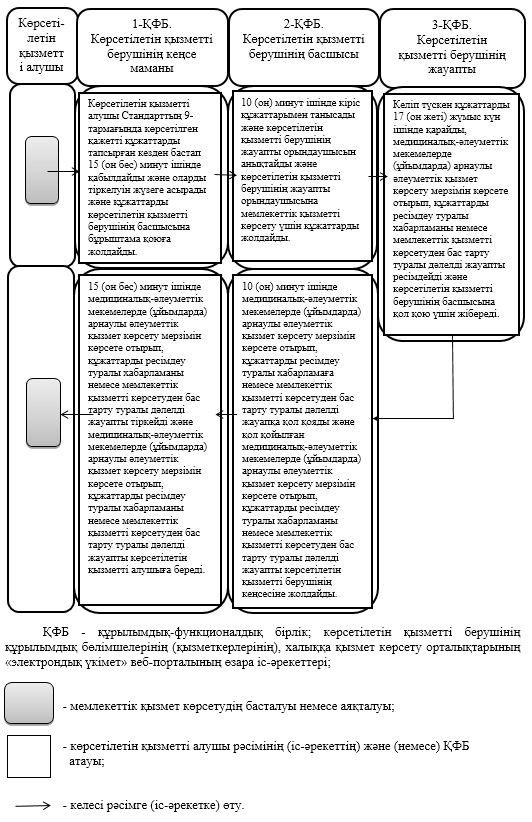 Көрсеті-
летін
қызметт
і алушы
1-ҚФБ.
Көрсетілетін қызметті
берушінің кеңсе
маманы
2-ҚФБ.
Көрсетілетін қызметті
берушінің басшысы
3-ҚФБ.
Көрсетілетін
қызметті берушінің
жауапты
Көрсетілетін қызметті
алушы Стандарттың 9-
тармағында көрсетілген
қажетті құжаттарды
тапсырған кезден бастап
15 (он бес) минут ішінде
қабылдайды және оларды
тіркелуін жүзеге асырады
және құжаттарды
көрсетілетін қызметті
берушінің басшысына
бұрыштама қоюға
жолдайды.
10 (он) минут ішінде кіріс
құжаттарымен танысады
және көрсетілетін
қызметті берушінің
жауапты орындаушысын
анықтайды және
көрсетілетін қызметті
берушінің жауапты
орындаушысына
мемлекеттік қызметті
көрсету үшін құжаттарды
жолдайды.
Келіп түскен құжаттарды
17 (он жеті) жұмыс күн
ішінде қарайды,
медициналық-әлеуметтік
мекемелерде
(ұйымдарда) арнаулы
әлеуметтік қызмет
көрсету мерзімін көрсете
отырып, құжаттарды
ресімдеу туралы
хабарламаны немесе
мемлекеттік қызметті
көрсетуден бас тарту
туралы дәлелді жауапты
ресімдейді және
көрсетілетін қызметті
берушінің басшысына
қол қою үшін жібереді.
15 (он бес) минут ішінде
медициналық-әлеуметтік
мекемелерде (ұйымдарда)
арнаулы әлеуметтік
қызмет көрсету мерзімін
көрсете отырып,
құжаттарды ресімдеу
туралы хабарламаны
немесе мемлекеттік
қызметті көрсетуден бас
тарту туралы дәлелді
жауапты тіркейді және
медициналық-әлеуметтік
мекемелерде (ұйымдарда)
арнаулы әлеуметтік
қызмет көрсету мерзімін
көрсете отырып,
құжаттарды ресімдеу
туралы хабарламаны
немесе мемлекеттік
қызметті көрсетуден бас
тарту туралы дәлелді
жауапты көрсетілетін
қызметті алушыға береді.
10 (он) минут ішінде
медициналық-әлеуметтік
мекемелерде (ұйымдарда)
арнаулы әлеуметтік
қызмет көрсету мерзімін
көрсете отырып,
құжаттарды ресімдеу
туралы хабарламаға
немесе мемлекеттік
қызметті көрсетуден бас
тарту туралы дәлелді
жауапқа қол қояды және
қол қойылған
медициналық-әлеуметтік
мекемелерде (ұйымдарда)
арнаулы әлеуметтік
қызмет көрсету мерзімін
көрсете отырып,
құжаттарды ресімдеу
туралы хабарламаны
немесе мемлекеттік
қызметті көрсетуден бас
тарту туралы дәлелді
жауапты көрсетілетін
қызметті берушінің
кеңсесіне жолдайды.
ҚФБ - құрылымдық-функционалдық бірлік; көрсетілетін қызметті берушінің
құрылымдық бөлімшелерінің (қызметкерлерінің), халыққа қызмет көрсету орталықтарының
«электрондық үкімет» веб-порталының өзара іс-әрекеттері;
- мемлекеттік қызмет көрсетудің басталуы немесе аяқталуы;
- көрсетілетін қызметті алушы рәсімінің (іс-әрекеттің) және (немесе) ҚФБ
атауы;
- келесі рәсімге (іс-әрекетке) өту.